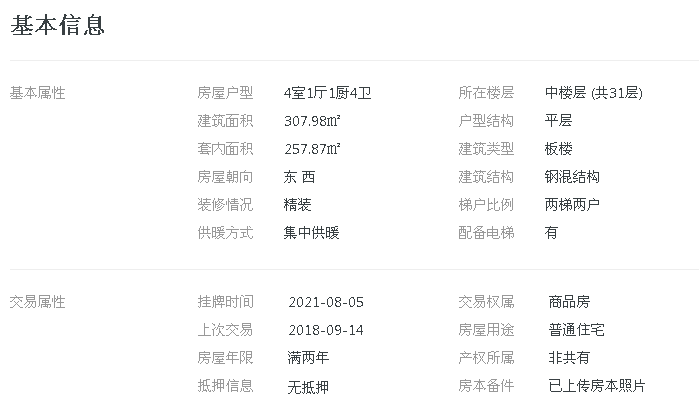 基本信息
基本属性 房屋户型 4室1厅1厨4卫 所在楼层 中楼层 (共31层)
建筑面积 307.98㎡ 户型结构 平层
套内面积 257.87㎡ 建筑类型 板楼
房屋朝向 东 西 建筑结构 钢混结构
装修情况 精装 梯户比例 两梯两户
供暖方式 集中供暖 配备电梯 有
交易属性 挂牌时间 2021-08-05 交易权属 商品房
上次交易 2018-09-14 房屋用途 普通住宅
房屋年限 满两年 产权所属 非共有
抵押信息 无抵押 房本备件 已上传房本照片